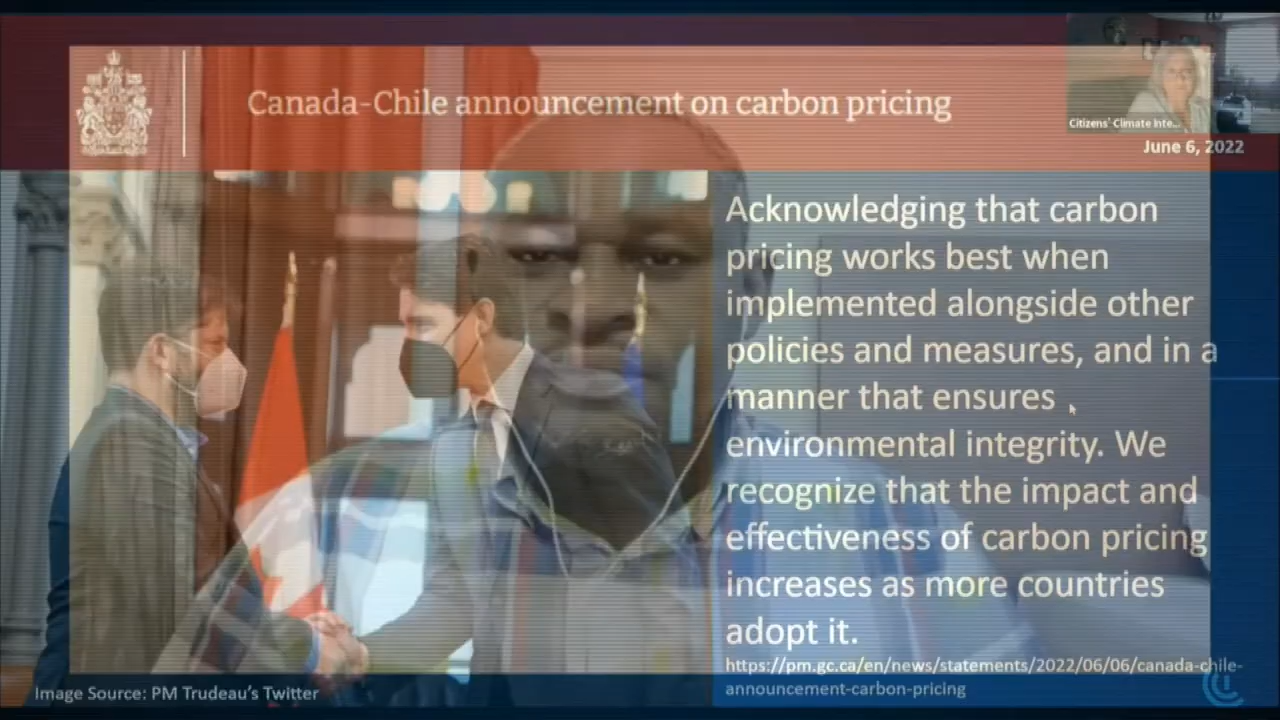 Canada-Chile announcement on carbon pricing
Citizens' Climate Inte...
June 6, 2022
Acknowledging that carbon
pricing works best when
implemented alongside other
policies and measures, and in a
manner that ensures
environmental integrity. We
recognize that the impact and
effectiveness of carbon pricing
increases as more countries
adopt it.
https://pm.gc.ca/en/news/statements/2022/06/06/canada-chile-
announcement-carbon-pricing
Image Source: PM Trudeau's Twitter